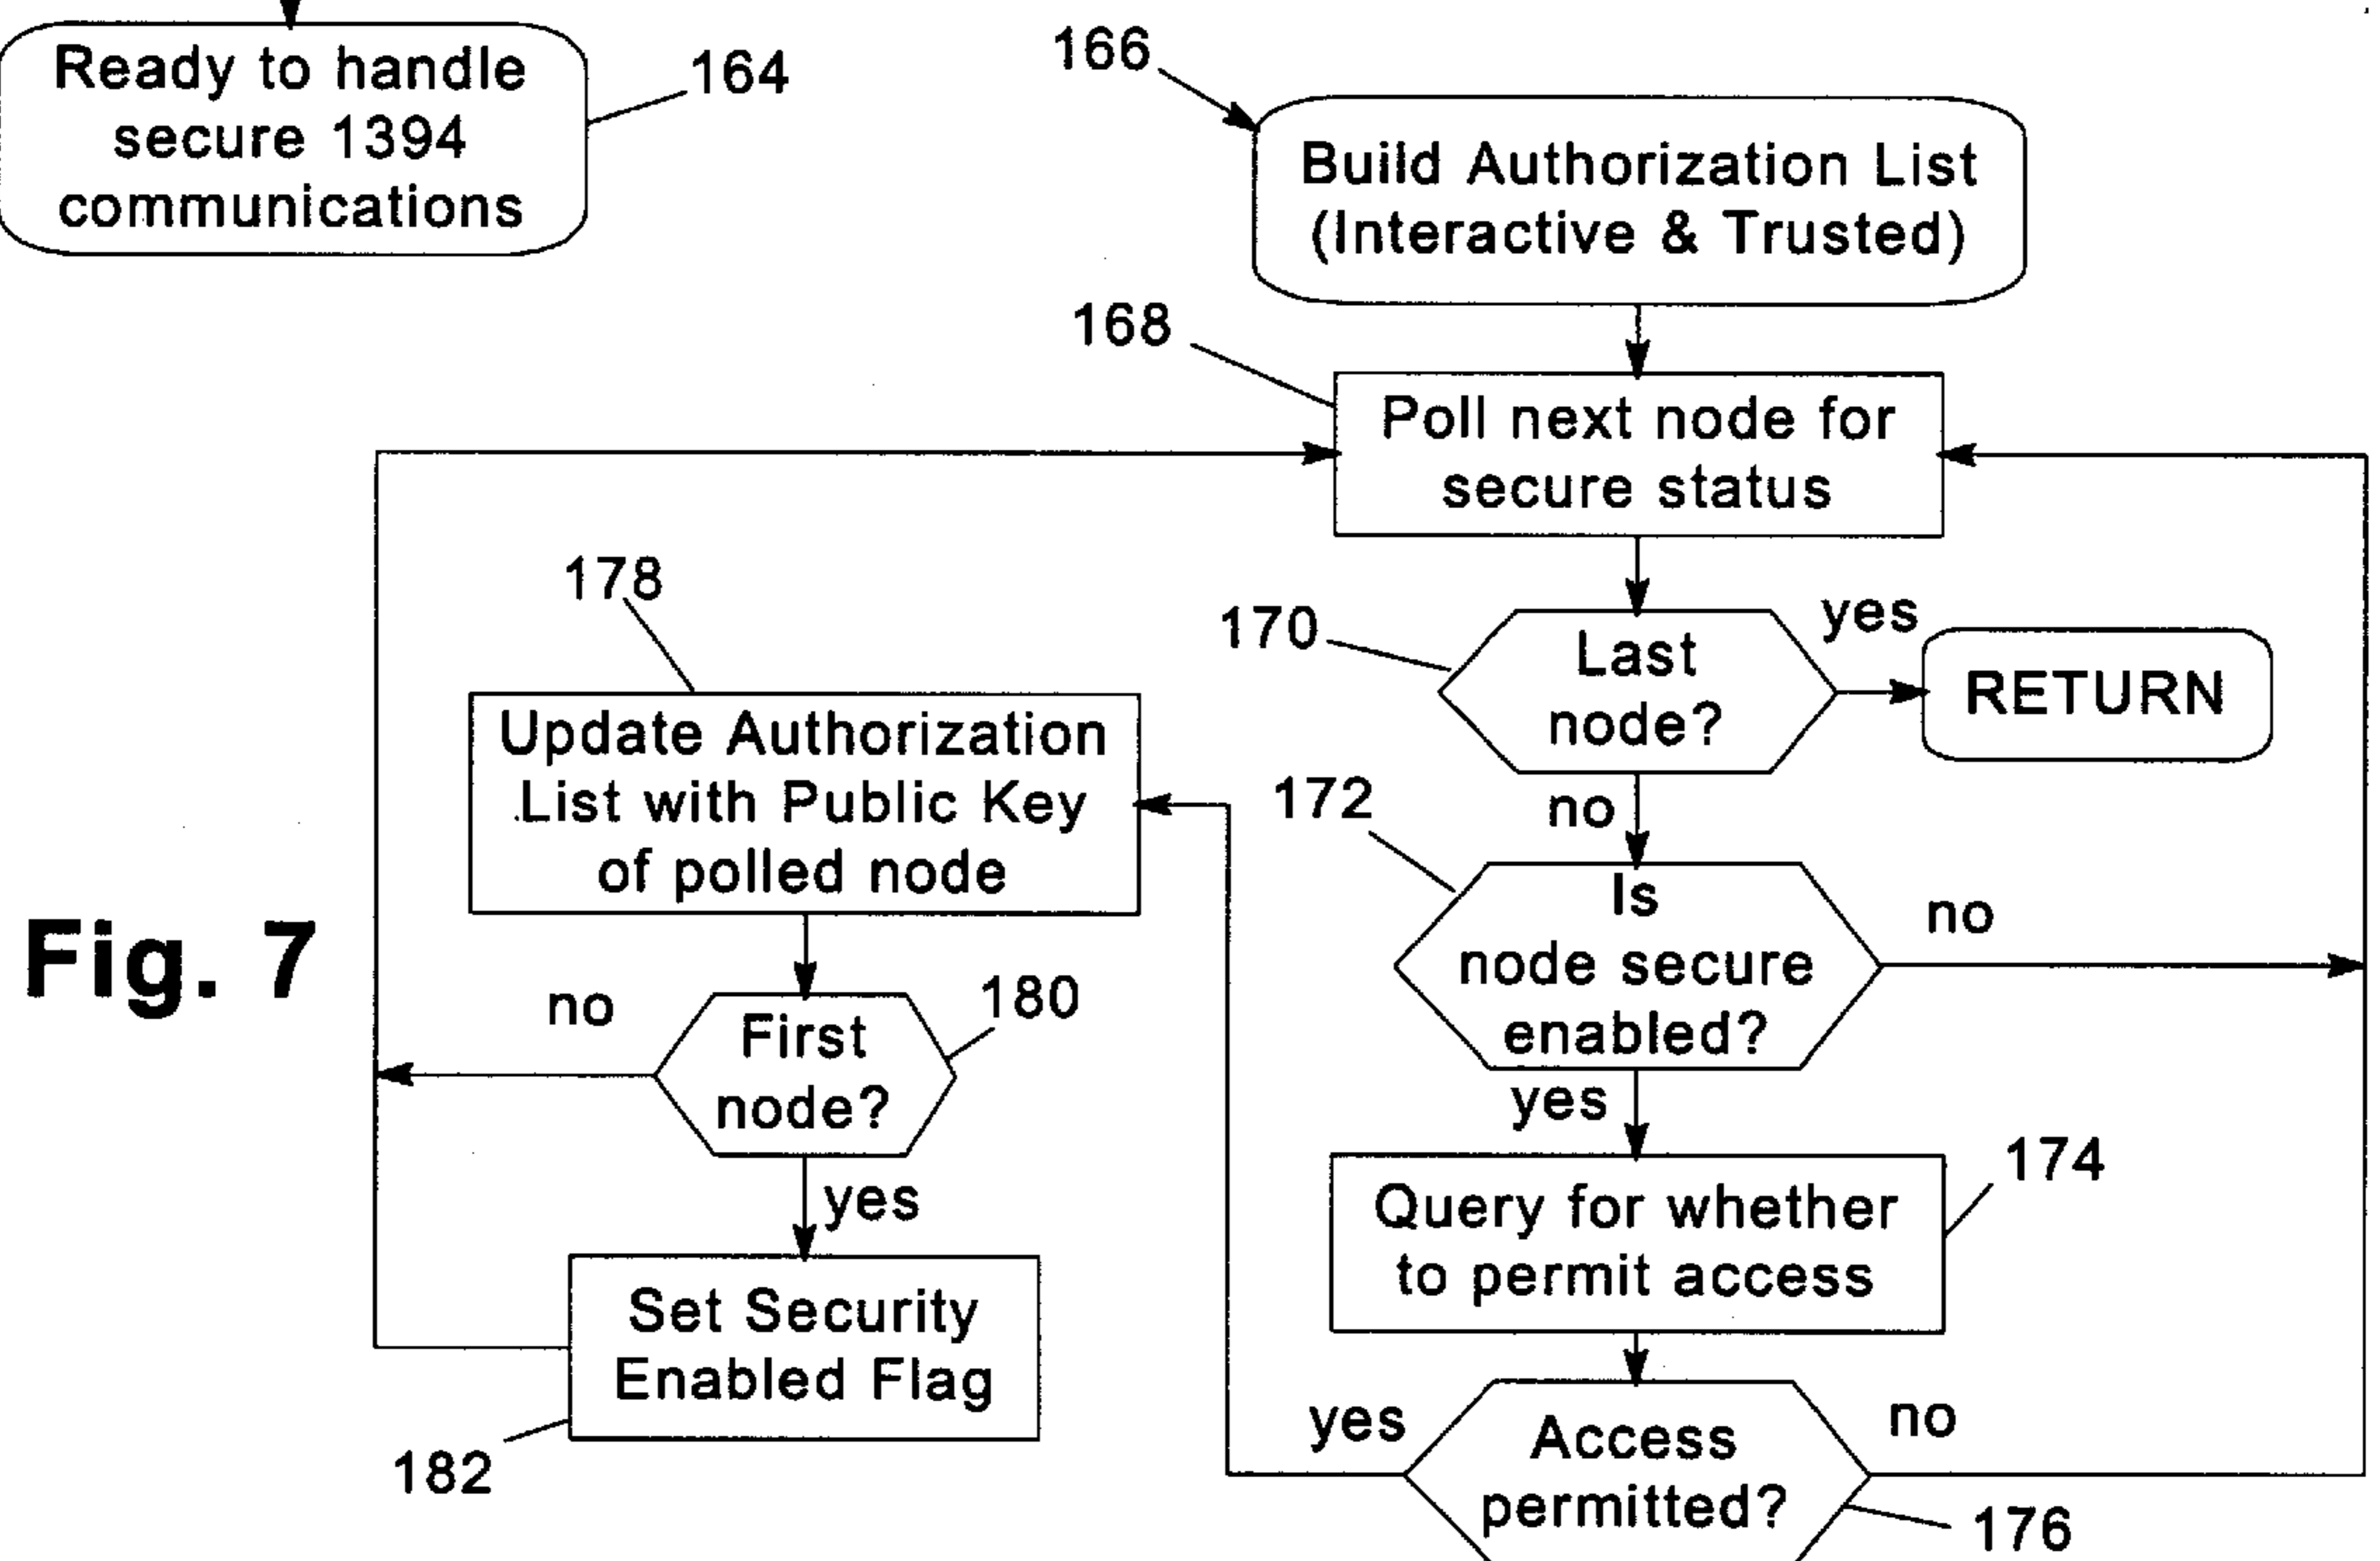 Ready to handle
secure 1394
communications
164
166
Build Authorization List
(Interactive & Trusted)
168
Poll next node for
secure status
170
Last
node?
yes
RETURN
no
172
Is
node secure
enabled?
no
yes
174
Query for whether
to permit access
Access
permitted?
yes
no
176
178
Update Authorization
List with Public Key
of polled node
180
First
node?
no
yes
Set Security
Enabled Flag
182
Fig. 7